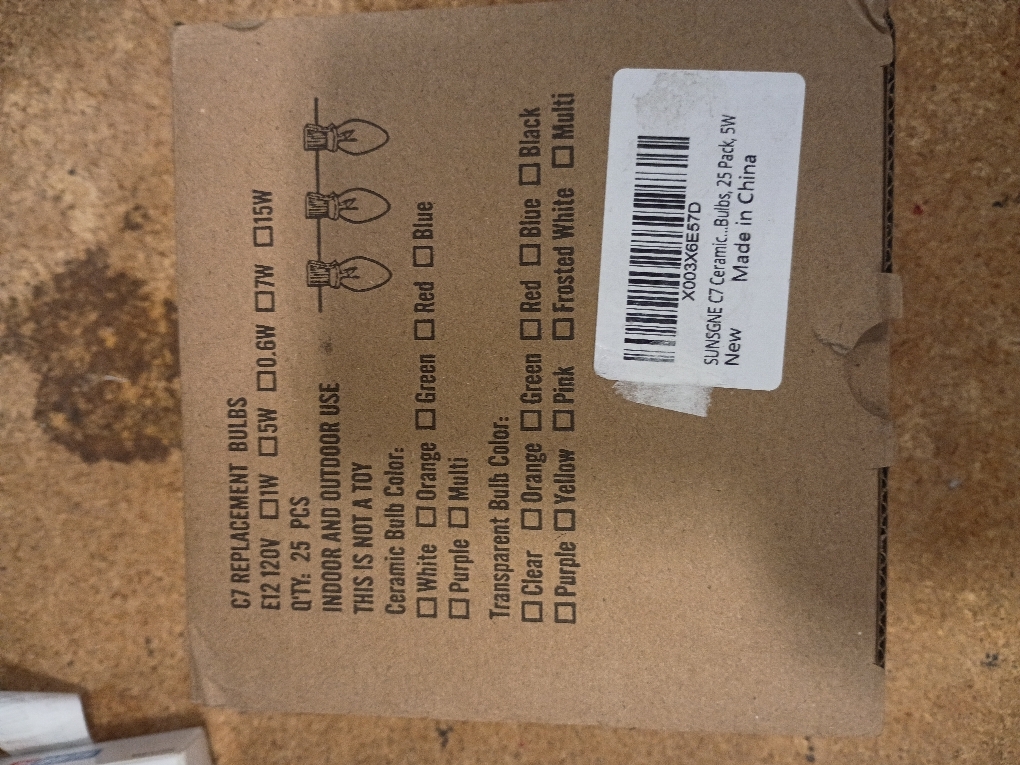 C7 REPLACEMENT BULBS
E12 120V ☐1W ☐5W ☐0.6W ☐7W ☐15W
Q'TY: 25 PCS
INDOOR AND OUTDOOR USE
THIS IS NOT A TOY
Ceramic Bulb Color:
☐ White ☐ Orange ☐ Green ☐ Red ☐ Blue
☐ Purple ☐ Multi
Transparent Bulb Color:
☐ Clear ☐ Orange ☐ Green ☐ Red ☐ Blue ☐ Black
☐ Purple ☐ Yellow ☐ Pink ☐ Frosted White ☐ Multi
X003X6E57D
SUNSGNE C7 Ceramic...Bulbs, 25 Pack, 5W
New Made in China